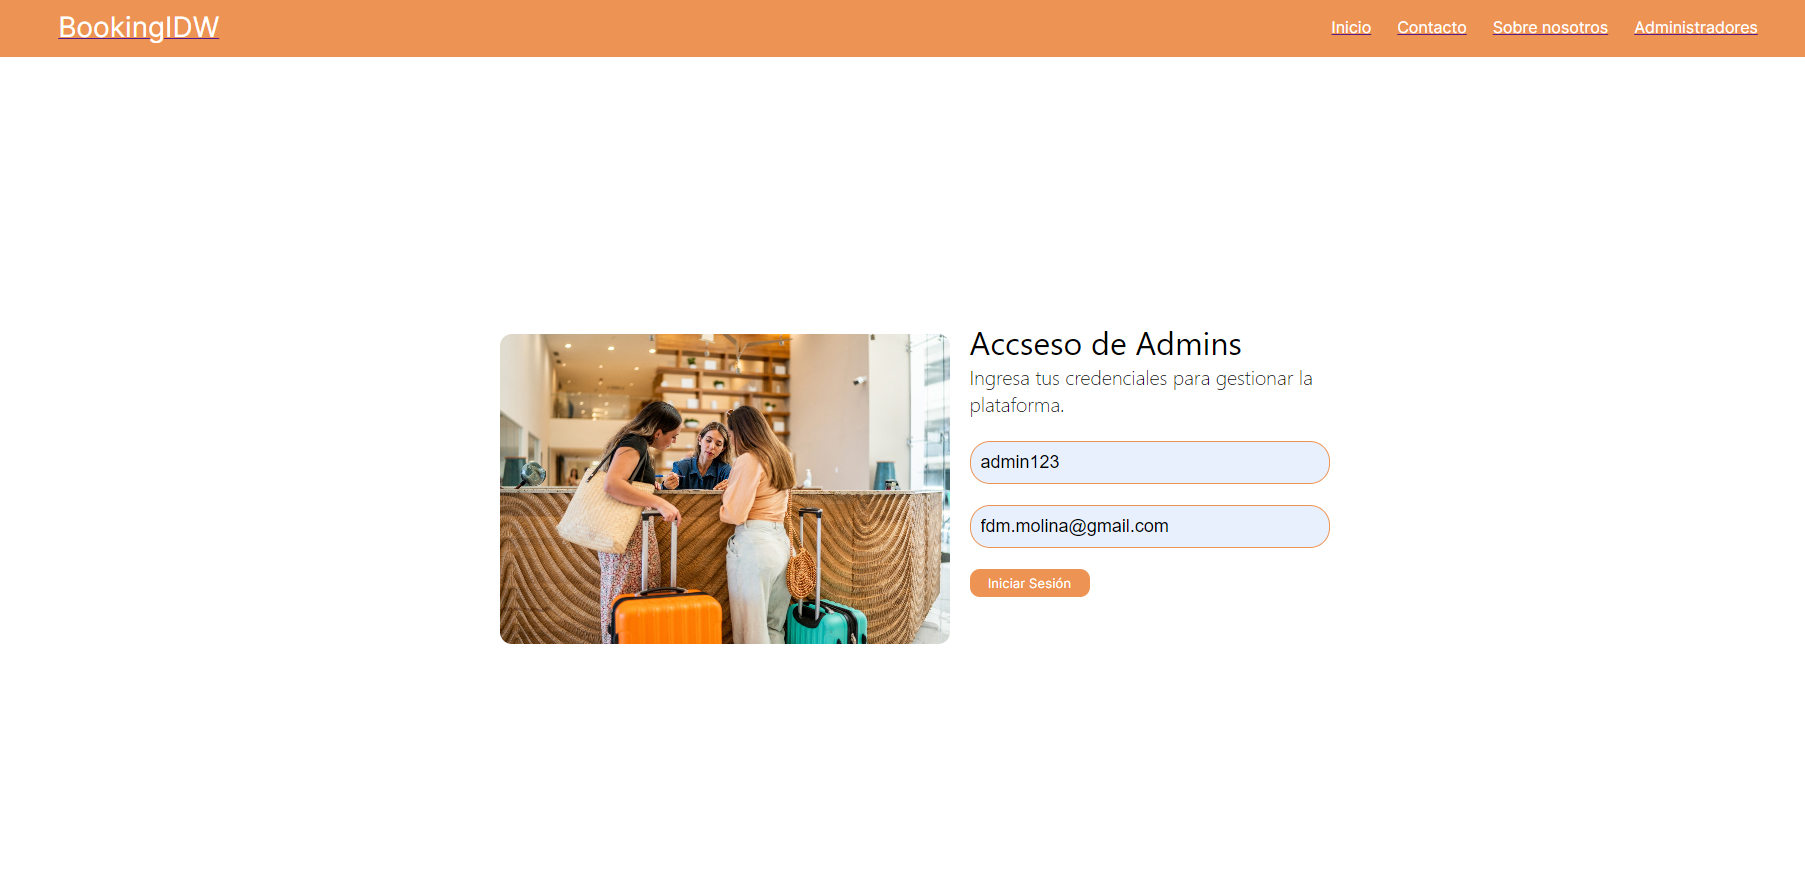 BookingIDW
Inicio Contacto Sobre nosotros Administradores
Accseso de Admins
Ingresa tus credenciales para gestionar la
plataforma.
admin123
fdm.molina@gmail.com
Iniciar Sesión